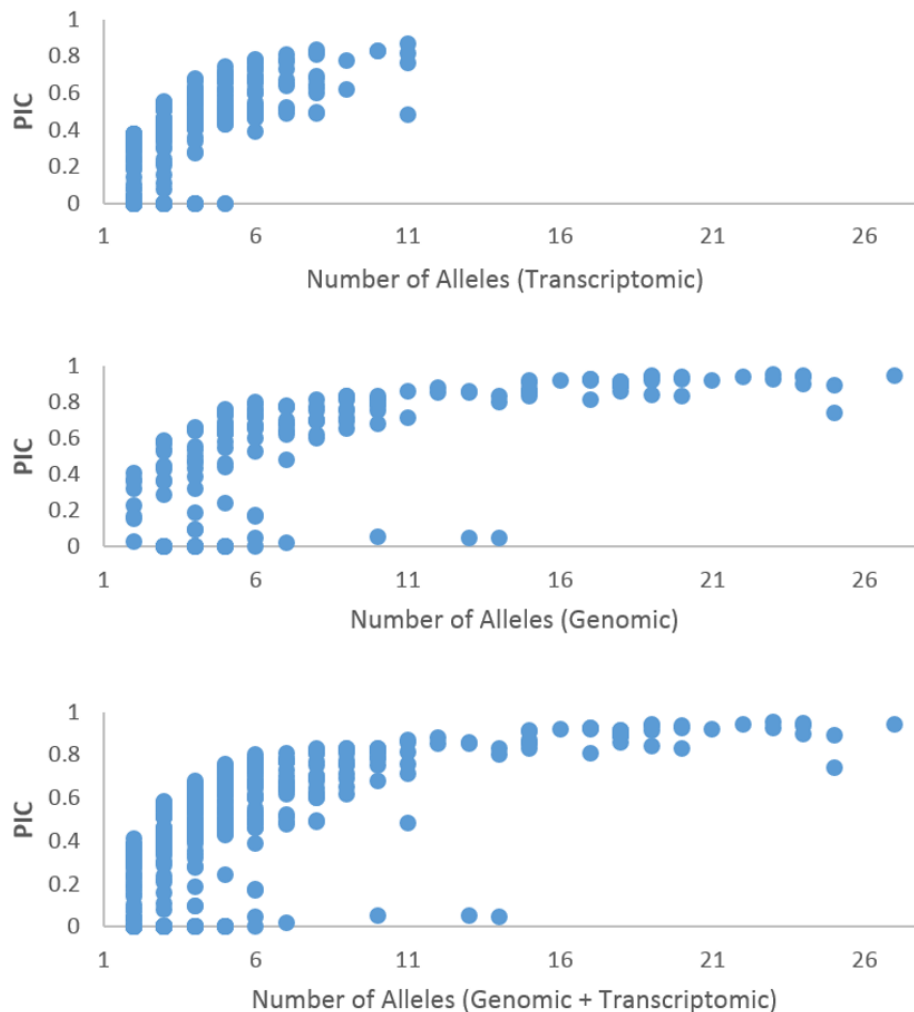 1
0.8
0.6
0.4
0.2
0
PIC
1 6 11 16 21 26
Number of Alleles (Transcriptomic)
1
0.8
0.6
0.4
0.2
0
PIC
1 6 11 16 21 26
Number of Alleles (Genomic)
1
0.8
0.6
0.4
0.2
0
PIC
1 6 11 16 21 26
Number of Alleles (Genomic + Transcriptomic)